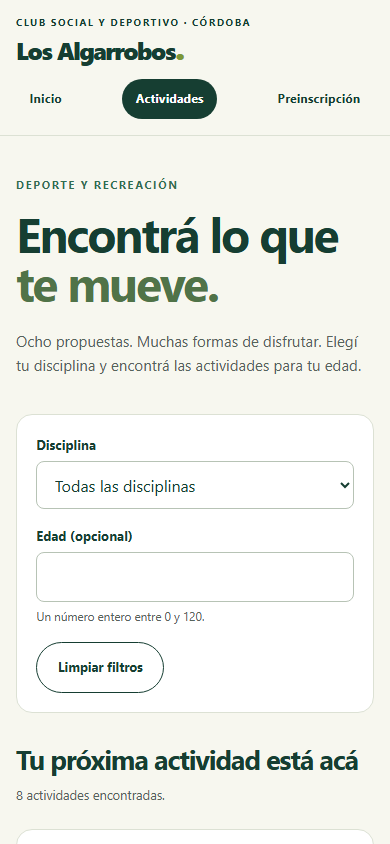 CLUB SOCIAL Y DEPORTIVO · CÓRDOBA
Los Algarrobos.
Inicio
Actividades
Preinscripción
DEPORTE Y RECREACIÓN
Encontrá lo que
te mueve.
Ocho propuestas. Muchas formas de disfrutar. Elegí
tu disciplina y encontrá las actividades para tu edad.
Disciplina
Todas las disciplinas
Edad (opcional)
Un número entero entre 0 y 120.
Limpiar filtros
Tu próxima actividad está acá
8 actividades encontradas.